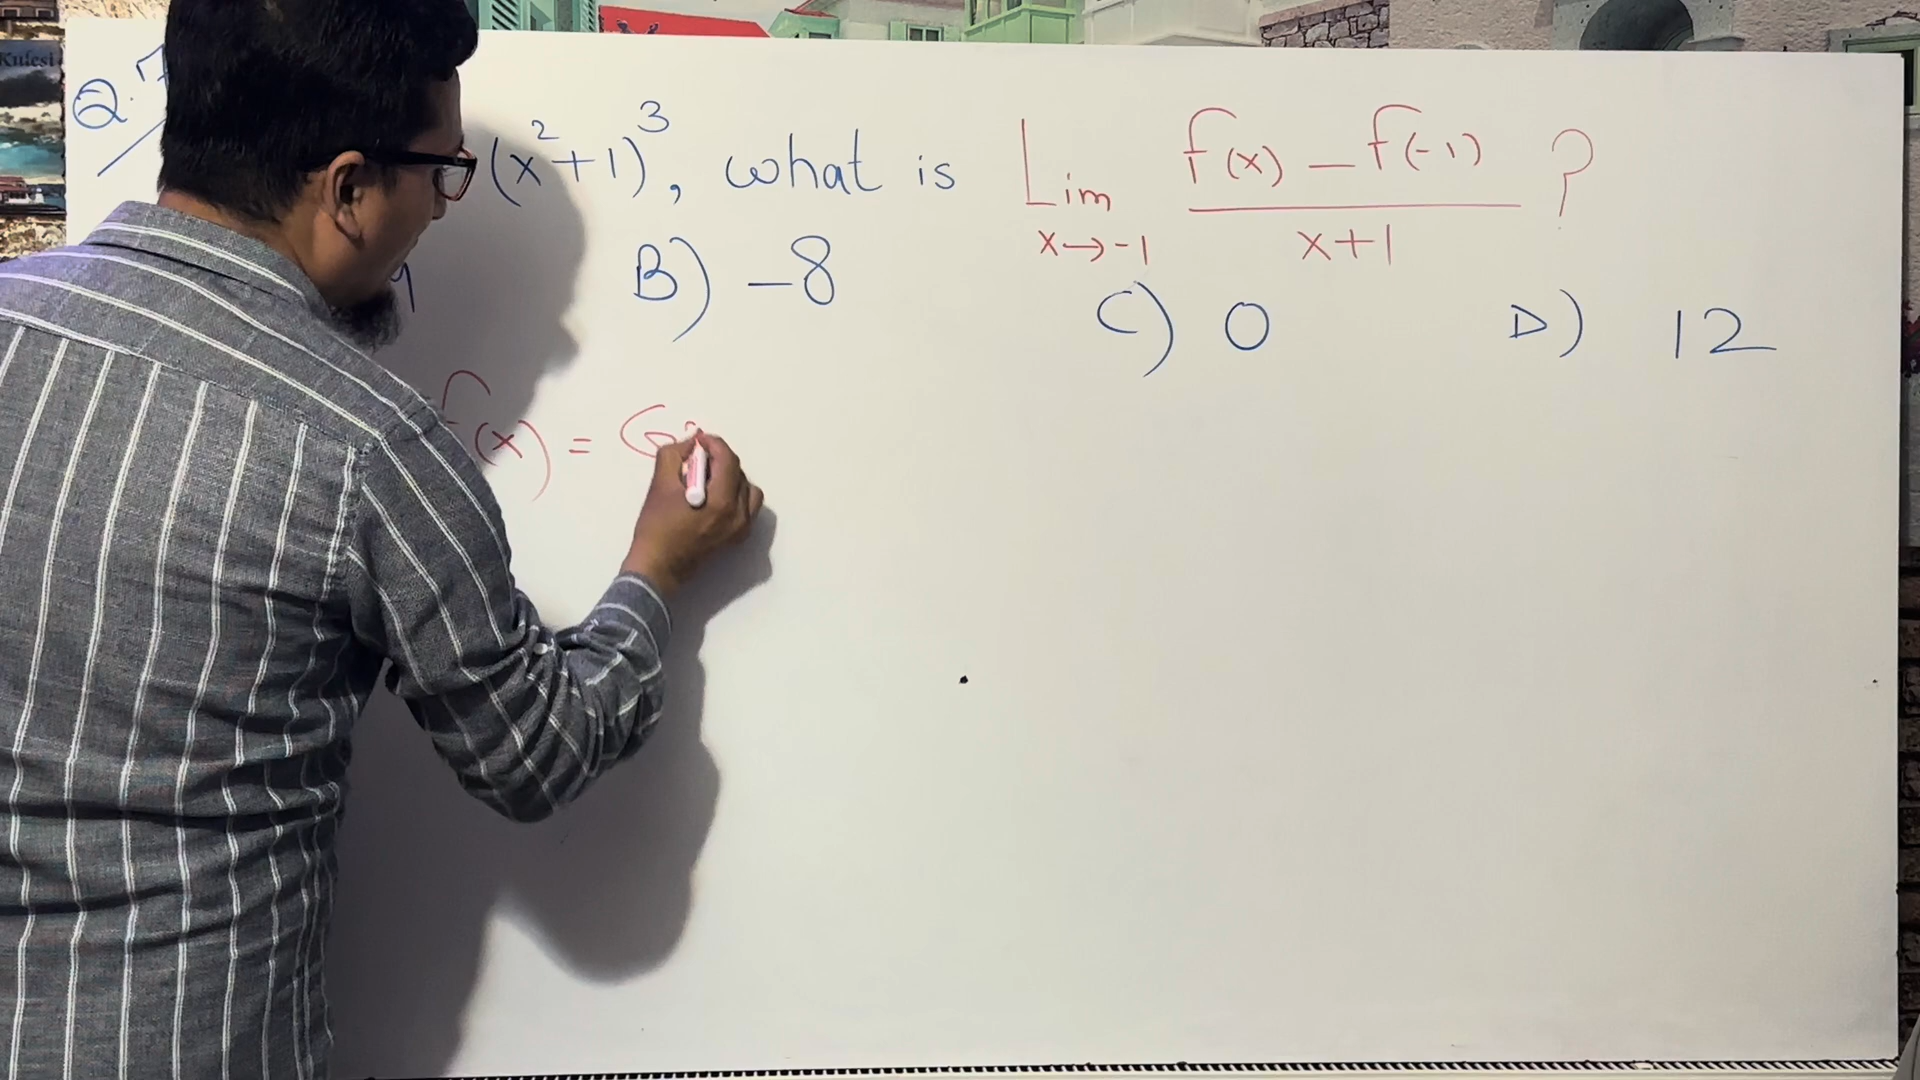 Kulesi
Q.7
(x²+1)³, what is Lim x→-1 f(x) – f(-1) / x+1 ?
B) –8 C) 0 D) 12
f(x) =